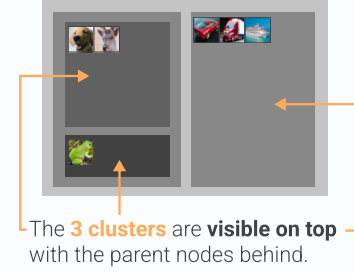 The 3 clusters are visible on top
with the parent nodes behind.